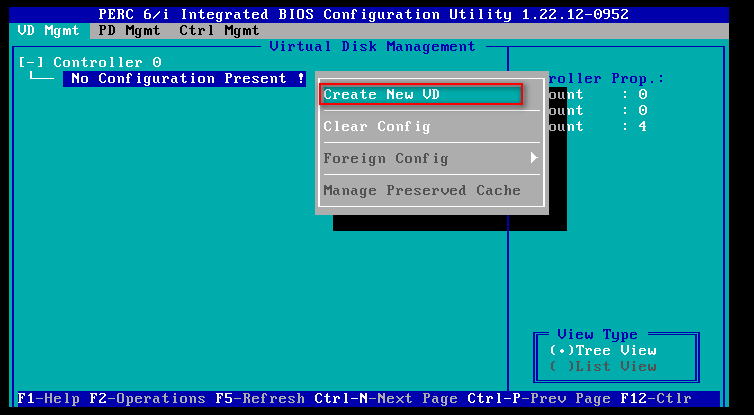 PERC 6/i Integrated BIOS Configuration Utility 1.22.12-0952
VD Mgmt PD Mgmt Ctrl Mgmt
Virtual Disk Management
[-] Controller 0
No Configuration Present !
Create New VD
Clear Config
Foreign Config
Manage Preserved Cache
roller Prop.:
ount : 0
ount : 0
ount : 4
View Type
(•)Tree View
( )List View
F1-Help F2-Operations F5-Refresh Ctrl-N-Next Page Ctrl-P-Prev Page F12-Ctlr